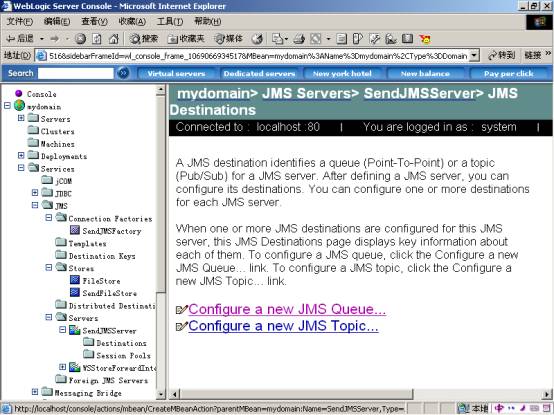 WebLogic Server Console - Microsoft Internet Explorer
文件(F) 编辑(E) 查看(V) 收藏(A) 工具(T) 帮助(H)
后退 搜索 收藏夹 媒体
地址(D) 516&sidebarFrameId=wl_console_frame_1069066934517&MBean=mydomain%3AName%3Dmydomain%2CType%3DDomain 转到 链接 »
Search Virtual servers Dedicated servers New york hotel New balance Pay per click
Console
mydomain
Servers
Clusters
Machines
Deployments
Services
jCOM
JDBC
JMS
Connection Factories
SendJMSFactory
Templates
Destination Keys
Stores
FileStore
SendFileStore
Distributed Destinati
Servers
SendJMSServer
Destinations
Session Pools
WSStoreForwardInt
Foreign JMS Servers
Messaging Bridge
mydomain> JMS Servers> SendJMSServer> JMS
Destinations
Connected to : localhost :80 | You are logged in as : system |
A JMS destination identifies a queue (Point-To-Point) or a topic
(Pub/Sub) for a JMS server. After defining a JMS server, you can
configure its destinations. You can configure one or more destinations
for each JMS server.
When one or more JMS destinations are configured for this JMS
server, this JMS Destinations page displays key information about
each of them. To configure a JMS queue, click the Configure a new
JMS Queue... link. To configure a JMS topic, click the Configure a
new JMS Topic... link.
Configure a new JMS Queue...
Configure a new JMS Topic...
http://localhost/console/actions/mbean/CreateMBeanAction?parentMBean=mydomain:Name=SendJMSServer,Type= 本地 中